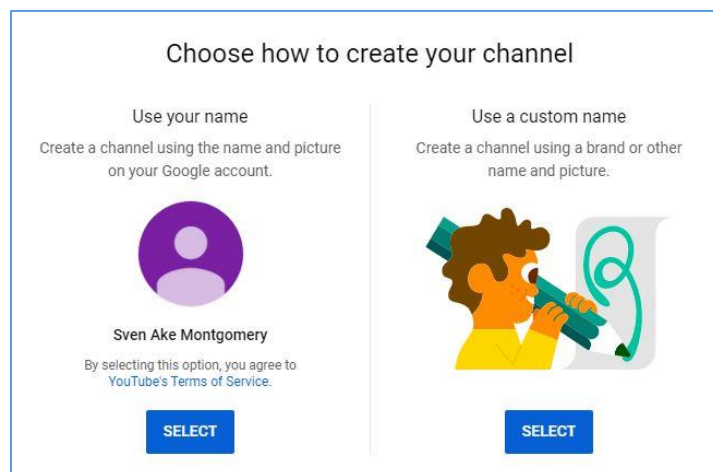 Choose how to create your channel
Use your name
Create a channel using the name and picture
on your Google account.
Sven Ake Montgomery
By selecting this option, you agree to
YouTube's Terms of Service.
SELECT
Use a custom name
Create a channel using a brand or other
name and picture.
SELECT